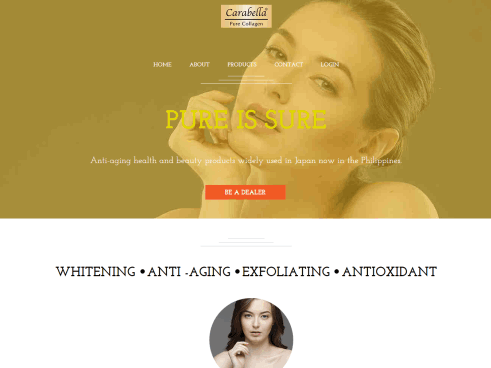 Carabella
Pure Collagen
HOME ABOUT PRODUCTS CONTACT LOGIN
PURE IS SURE
Anti-aging health and beauty products widely used in Japan now in the Philippines
BE A DEALER
WHITENING • ANTI -AGING • EXFOLIATING • ANTIOXIDANT